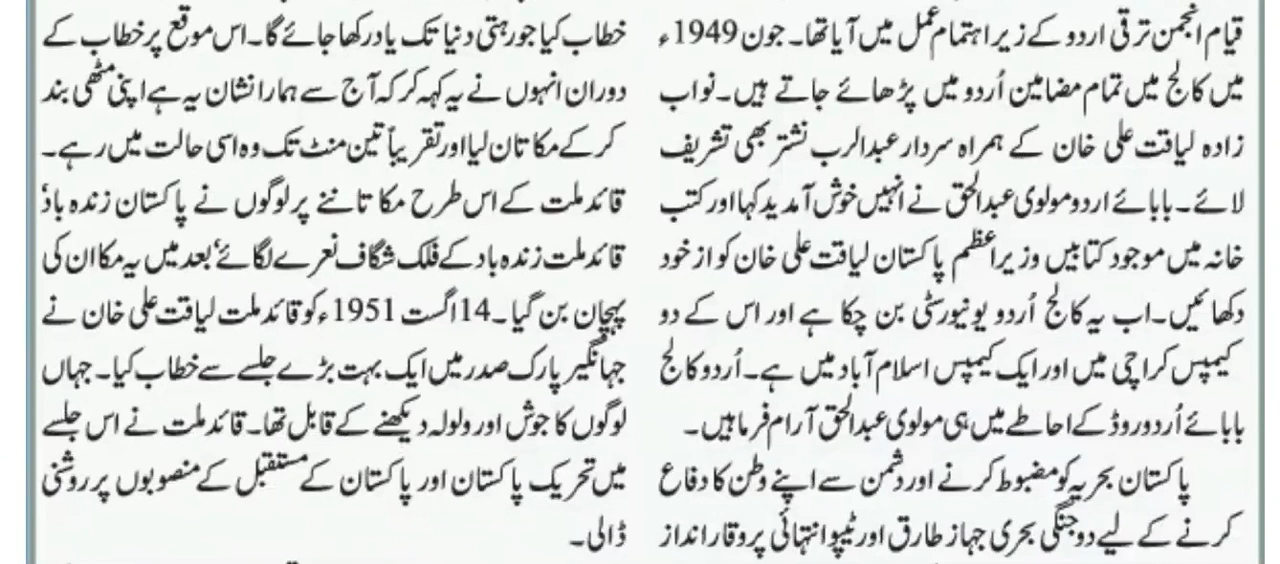 قیام انجمن ترقی اردو کے زیر اہتمام عمل میں آیا تھا۔ جون 1949ء
میں کالج میں تمام مضامین اُردو میں پڑھائے جاتے ہیں۔ نواب
زادہ لیاقت علی خان کے ہمراہ سردار عبدالرب نشتر بھی تشریف
لائے۔ بابائے اردو مولوی عبدالحق نے انہیں خوش آمدید کہا اور کتب
خانہ میں موجود کتابیں وزیراعظم پاکستان لیاقت علی خان کو از خود
دکھائیں۔ اب یہ کالج اُردو یونیورسٹی بن چکا ہے اور اس کے دو
کیمپس کراچی میں اور ایک کیمپس اسلام آباد میں ہے۔ اُردو کالج
بابائے اُردو روڈ کے احاطے میں ہی مولوی عبدالحق آرام فرما ہیں۔
پاکستان بحریہ کو مضبوط کرنے اور دشمن سے اپنے وطن کا دفاع
کرنے کے لیے دو جنگی بحری جہاز طارق اور ٹیپو انتہائی پروقار انداز
خطاب کیا جو رہتی دنیا تک یاد رکھا جائے گا۔ اس موقع پر خطاب کے
دوران انہوں نے یہ کہہ کر کہ آج سے ہمارا نشان یہ ہے اپنی مٹھی بند
کر کے مکا تان لیا اور تقریباً تین منٹ تک وہ اسی حالت میں رہے۔
قائد ملت کے اس طرح مکا تاننے پر لوگوں نے پاکستان زندہ باد‘
قائد ملت زندہ باد کے فلک شگاف نعرے لگائے‘ بعد میں یہ مکا ان کی
پہچان بن گیا۔ 14 اگست 1951ء کو قائد ملت لیاقت علی خان نے
جہانگیر پارک صدر میں ایک بہت بڑے جلسے سے خطاب کیا۔ جہاں
لوگوں کا جوش اور ولولہ دیکھنے کے قابل تھا۔ قائد ملت نے اس جلسے
میں تحریک پاکستان اور پاکستان کے مستقبل کے منصوبوں پر روشنی
ڈالی۔